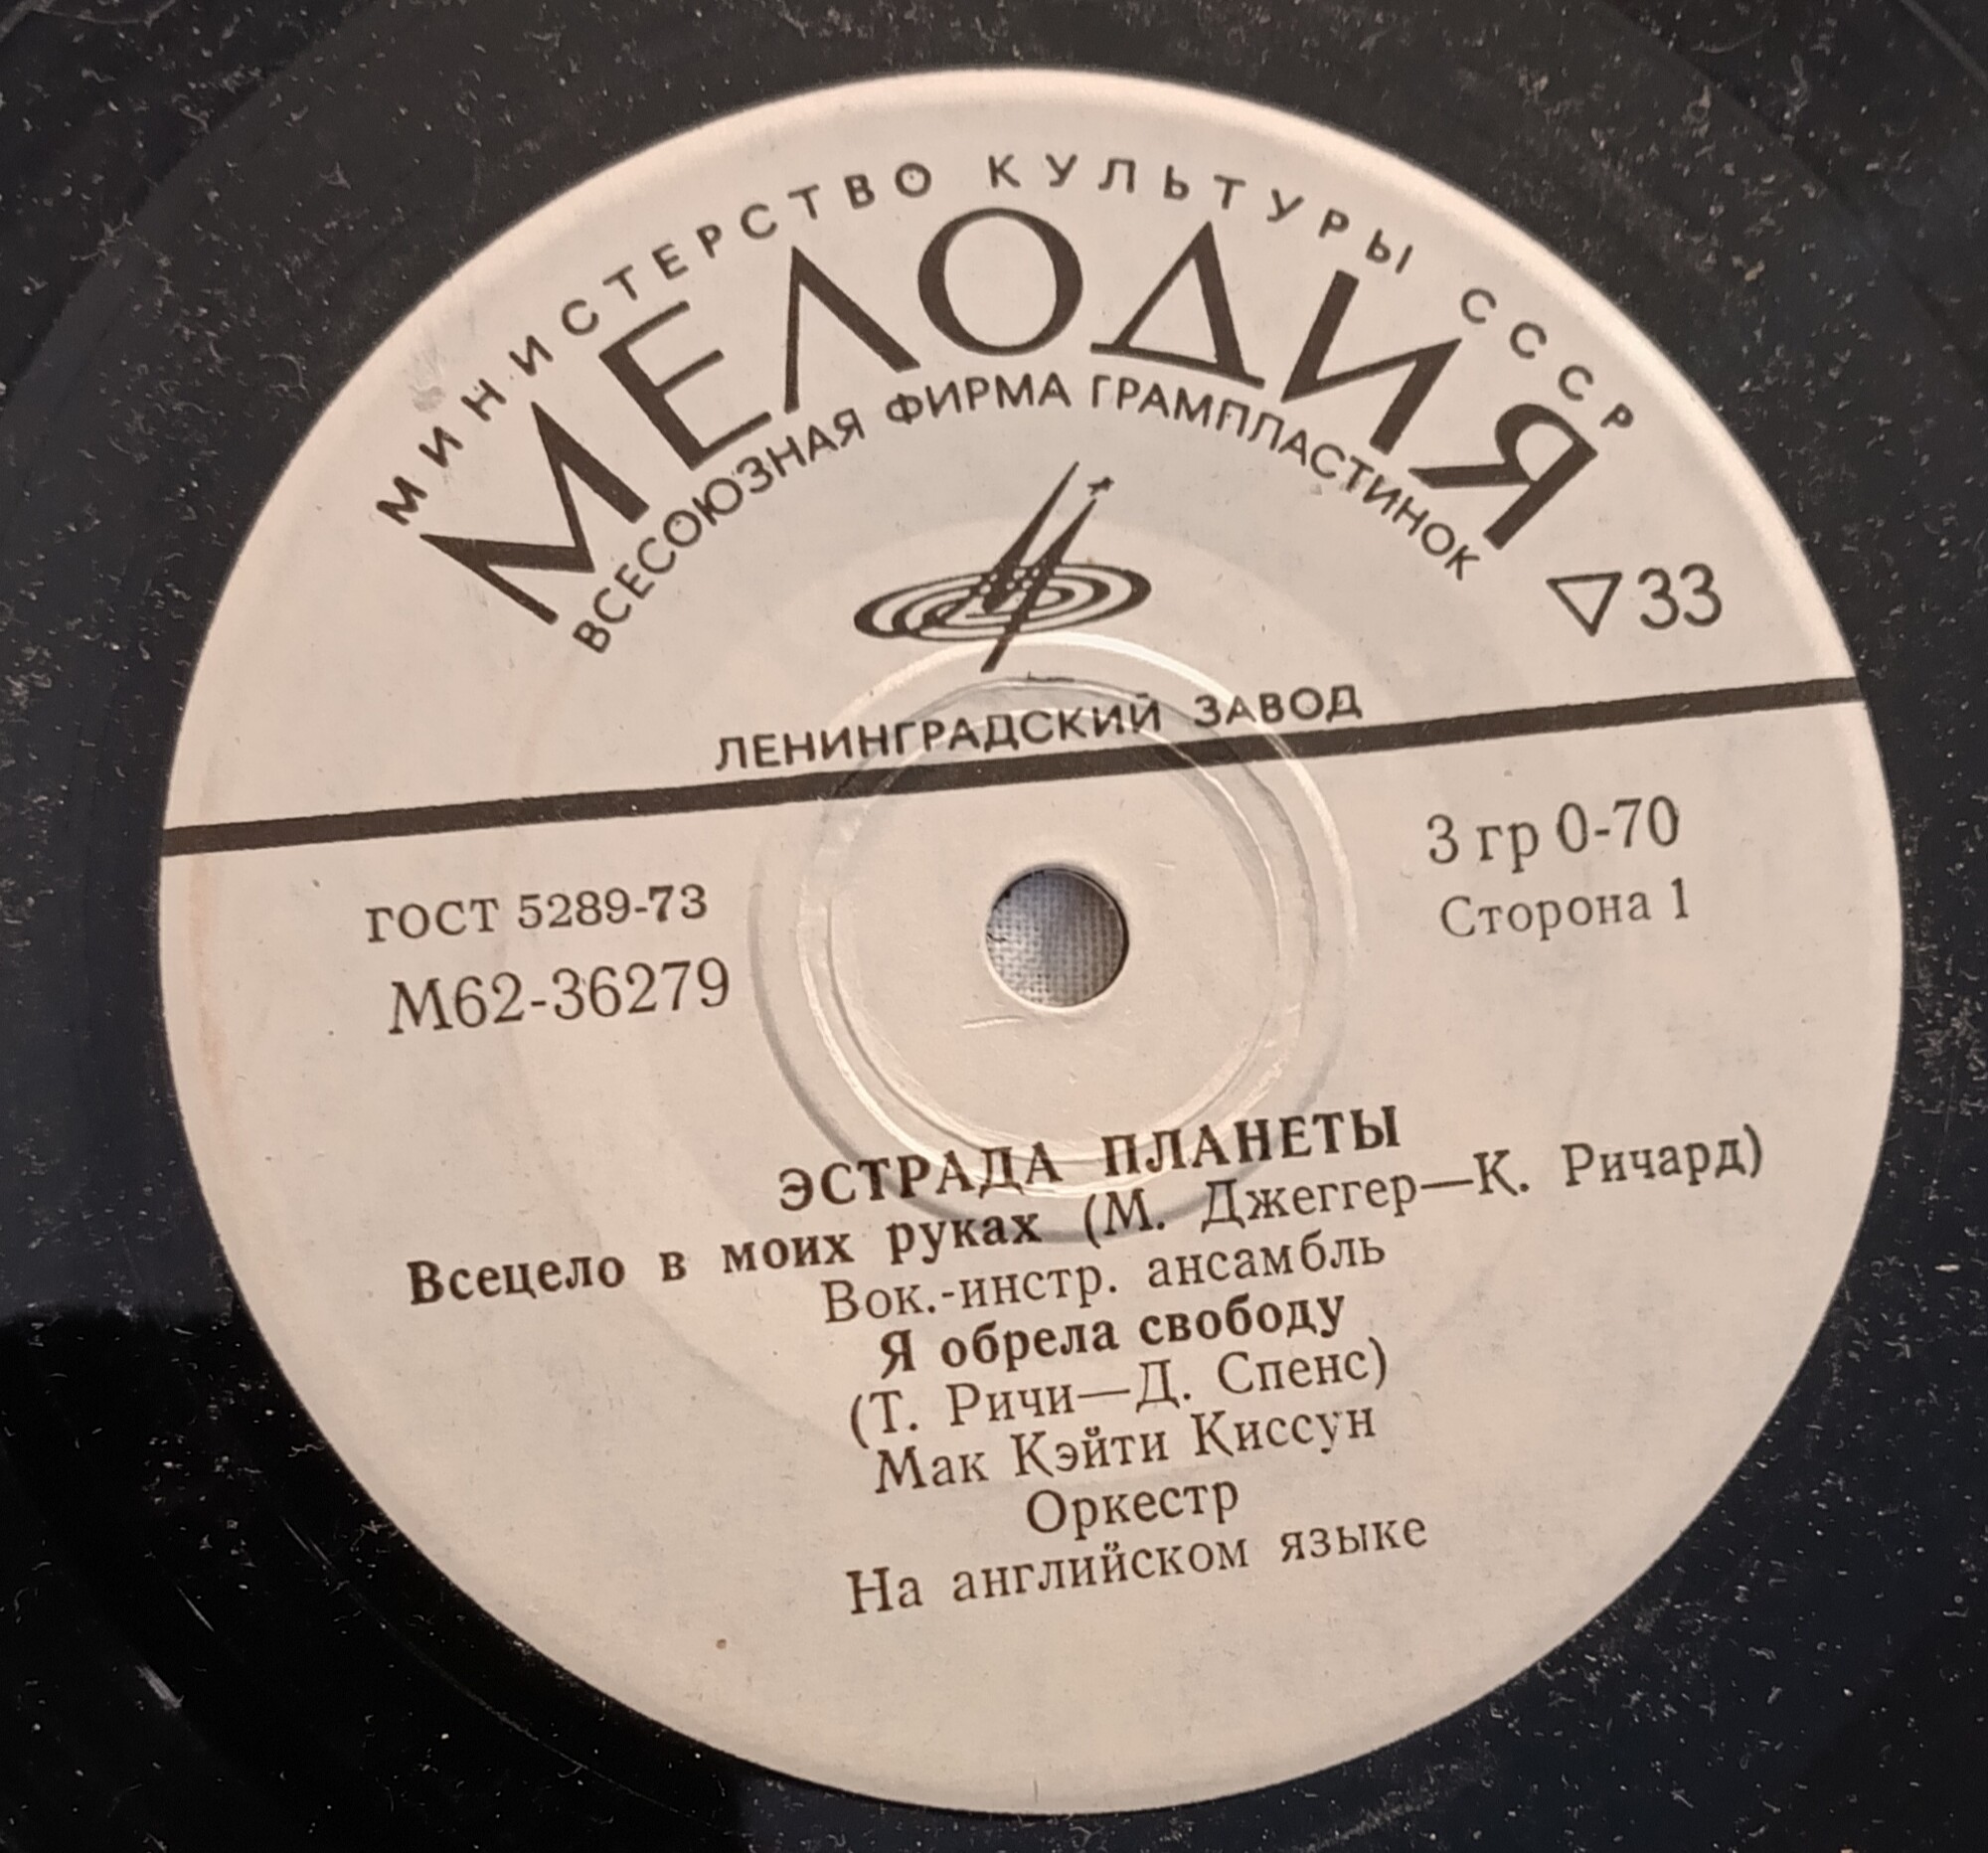 МИНИСТЕРСТВО КУЛЬТУРЫ СССР
МЕЛОДИЯ
ВСЕСОЮЗНАЯ ФИРМА ГРАМПЛАСТИНОК
▽33
ЛЕНИНГРАДСКИЙ ЗАВОД
3 гр 0-70
ГОСТ 5289-73
Сторона 1
М62-36279
ЭСТРАДА ПЛАНЕТЫ
Всецело в моих руках (М. Джеггер—К. Ричард)
Вок.-инстр. ансамбль
Я обрела свободу
(Т. Ричи—Д. Спенс)
Мак Кэйти Киссун
Оркестр
На английском языке